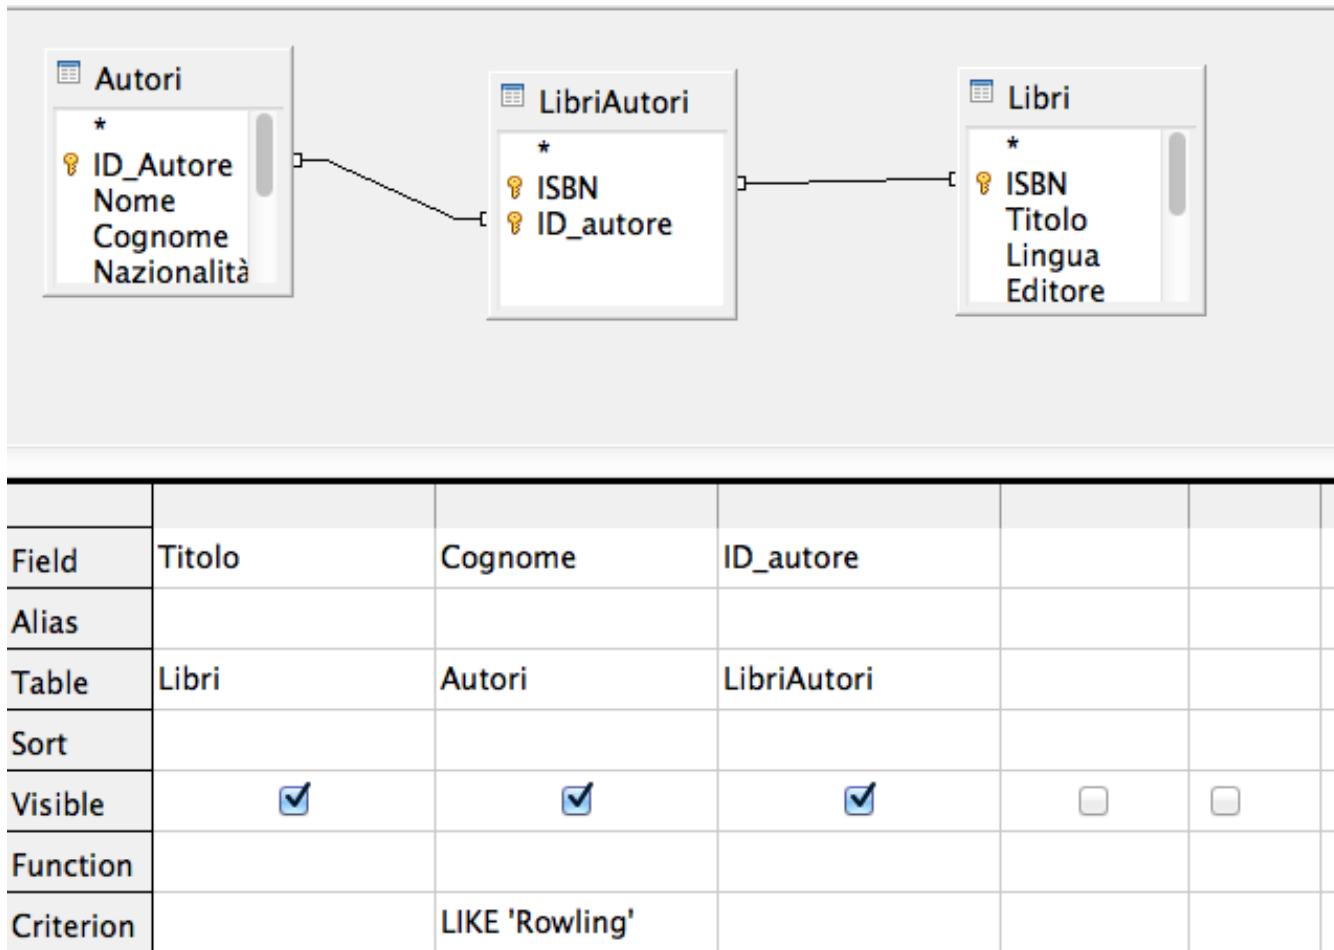 Autori
*
ID_Autore
Nome
Cognome
Nazionalità
LibriAutori
*
ISBN
ID_autore
Libri
*
ISBN
Titolo
Lingua
Editore
Field Titolo Cognome ID_autore
Alias
Table Libri Autori LibriAutori
Sort
Visible
Function
Criterion LIKE 'Rowling'